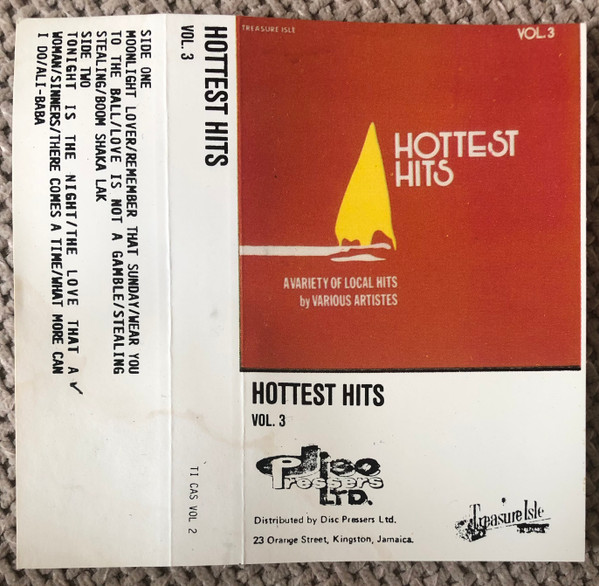 SIDE ONE
MOONLIGHT LOVER/REMEMBER THAT SUNDAY/WEAR YOU
TO THE BALL/LOVE IS NOT A GAMBLE/STEALING
STEALING/BOOM SHAKA LAK
SIDE TWO
TONIGHT IS THE NIGHT/THE LOVE THAT A
WOMAN/SINNERS/THERE COMES A TIME/WHAT MORE CAN
I DO/ALI-BABA
HOTTEST HITS
VOL. 3
TI CAS VOL 2
TREASURE ISLE
VOL.3
HOTTEST
HITS
A VARIETY OF LOCAL HITS
by VARIOUS ARTISTES
HOTTEST HITS
VOL. 3
Disc
Pressers
LTD.
Distributed by Disc Pressers Ltd.
23 Orange Street, Kingston, Jamaica.
Treasure Isle